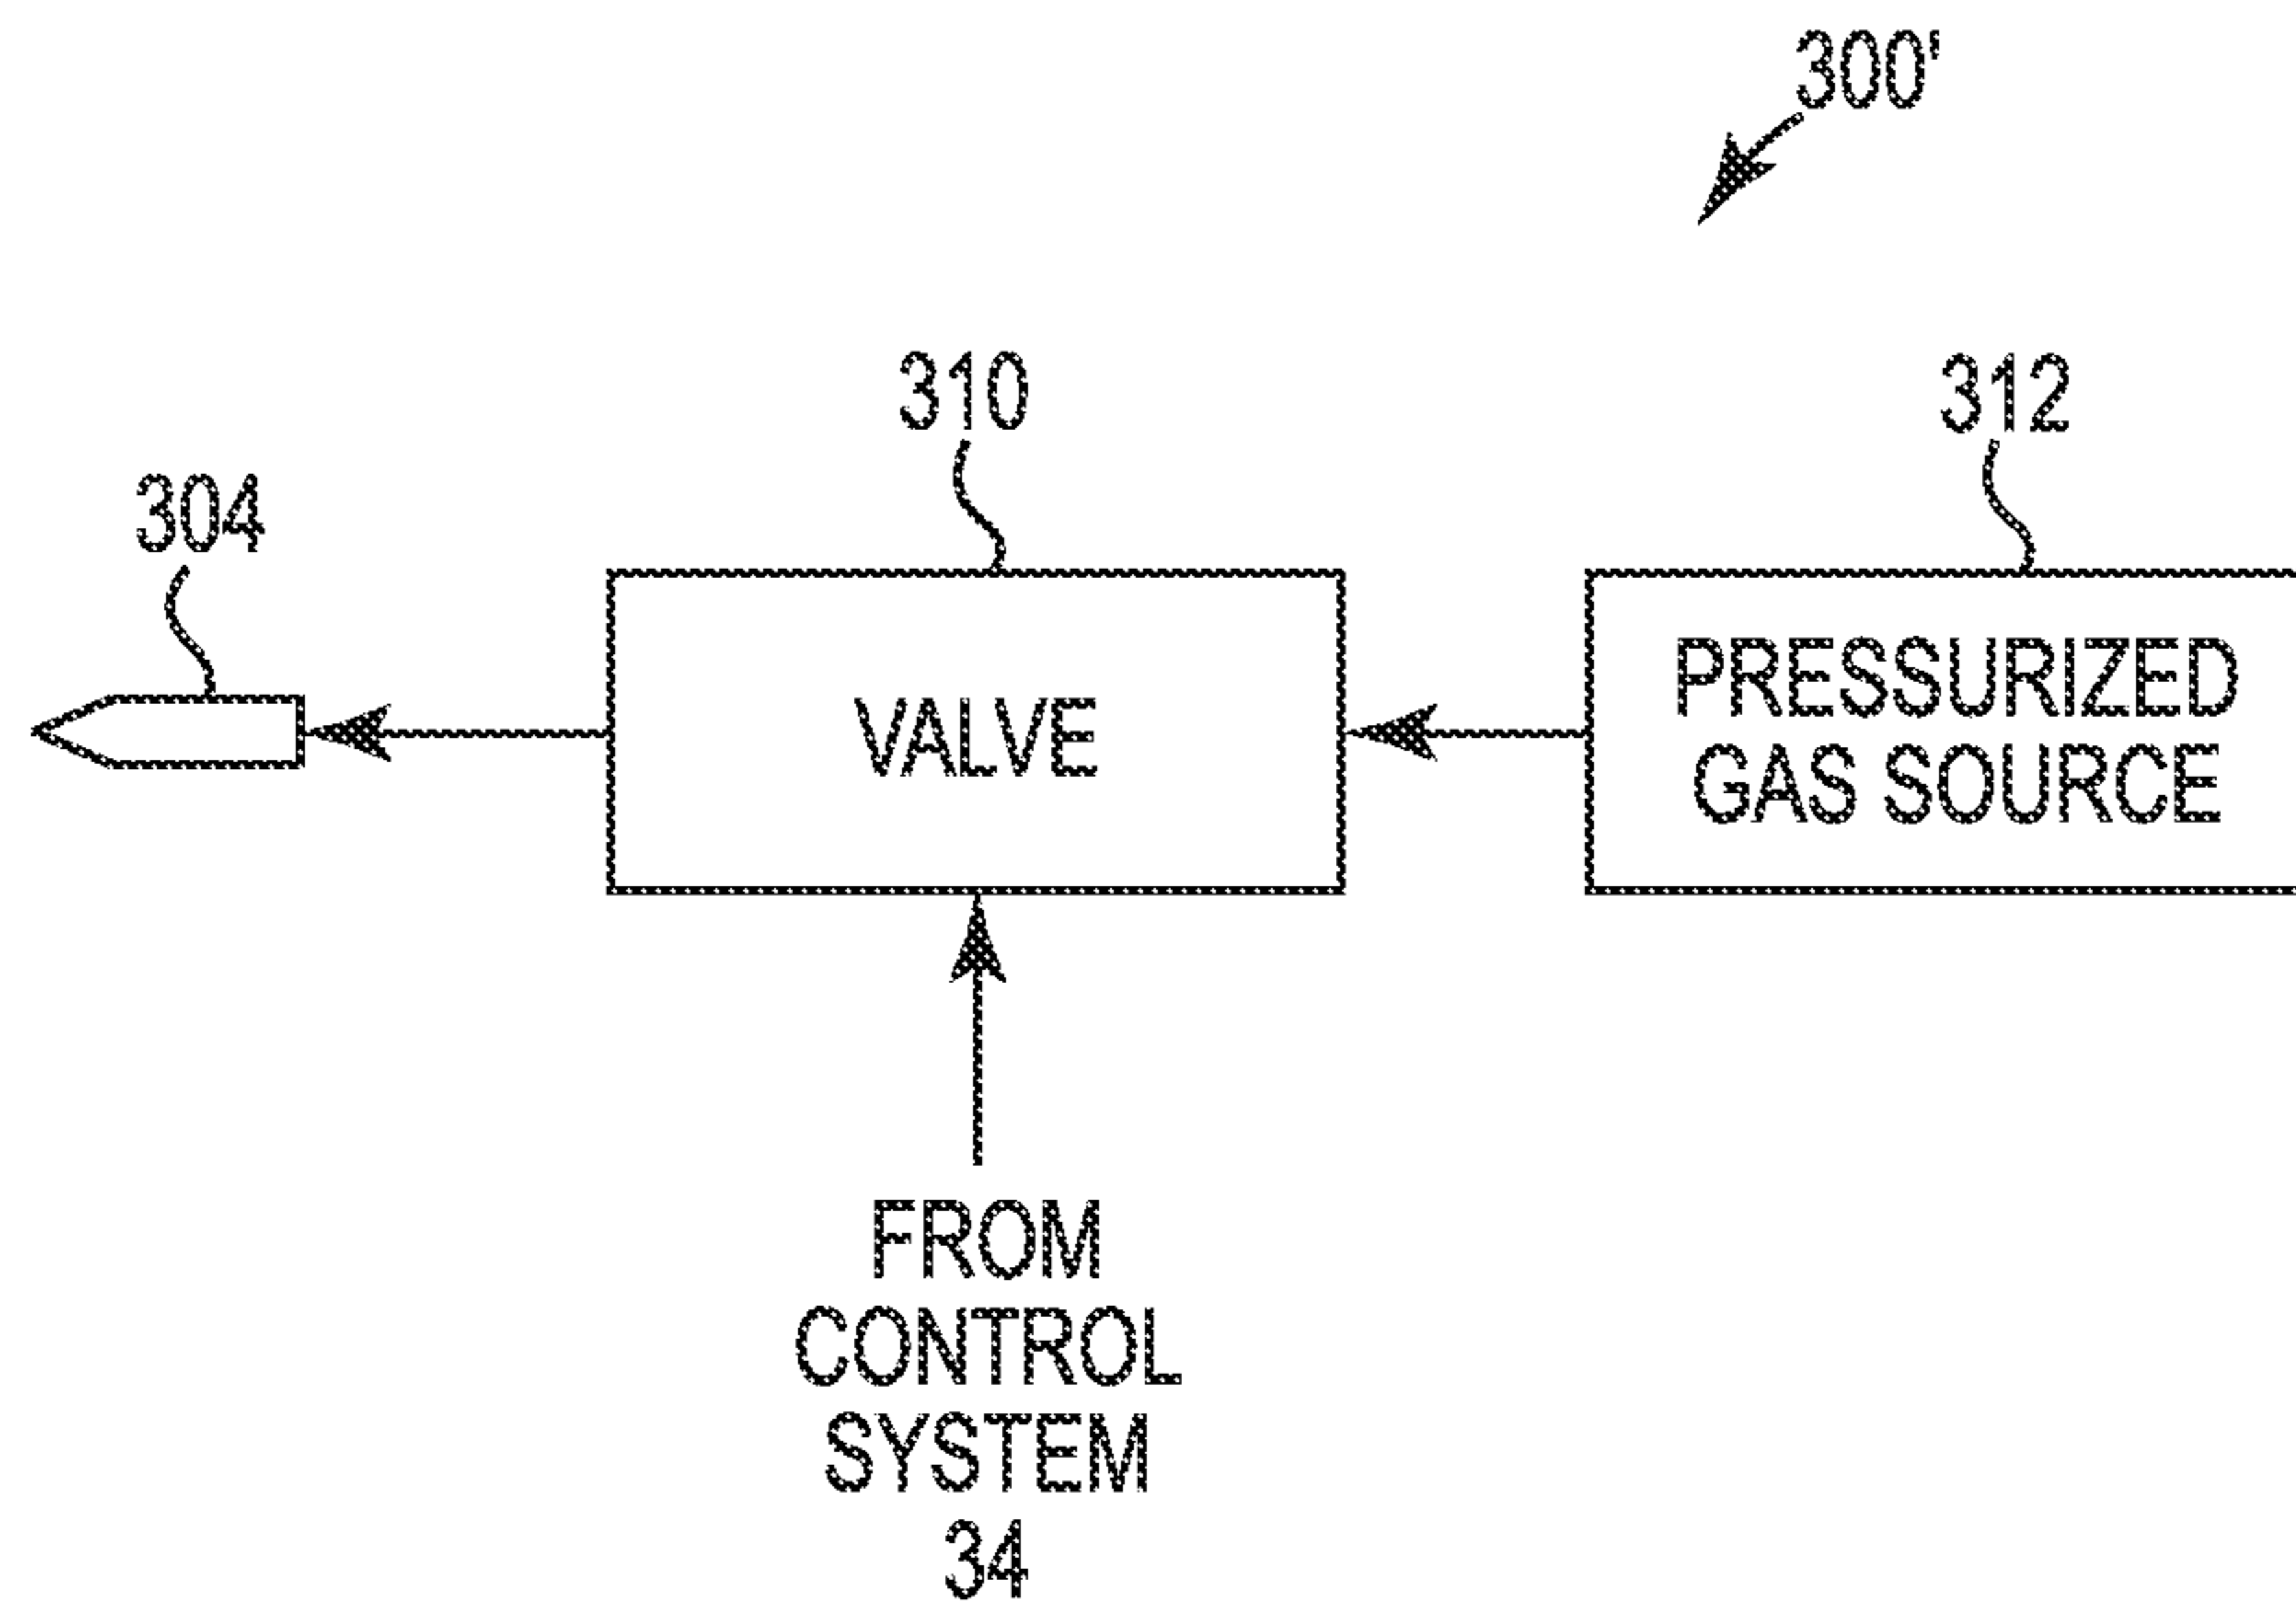 300'
310
312
304
VALVE
PRESSURIZED
GAS SOURCE
FROM
CONTROL
SYSTEM
34